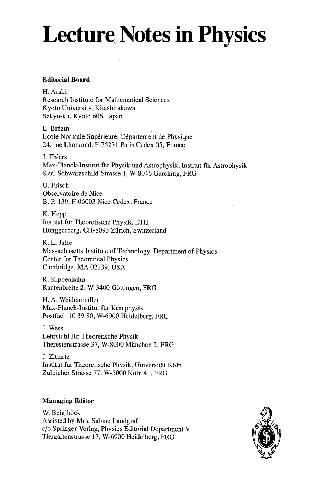 Lecture Notes in Physics
Editorial Board
H. Araki
Research Institute for Mathematical Sciences
Kyoto University, Kitashirakawa
Sakyo-ku, Kyoto 606, Japan
E. Brézin
Ecole Normale Supérieure, Département de Physique
24, rue Lhomond, F-75231 Paris Cedex 05, France
J. Ehlers
Max-Planck-Institut für Physik und Astrophysik, Institut für Astrophysik
Karl-Schwarzschild-Strasse 1, W-8046 Garching, FRG
U. Frisch
Observatoire de Nice
B. P. 139, F-06003 Nice Cedex, France
K. Hepp
Institut für Theoretische Physik, ETH
Hönggerberg, CH-8093 Zürich, Switzerland
R. L. Jaffe
Massachusetts Institute of Technology, Department of Physics
Center for Theoretical Physics
Cambridge, MA 02139, USA
R. Kippenhahn
Rautenbreite 2, W-3400 Göttingen, FRG
H. A. Weidenmüller
Max-Planck-Institut für Kernphysik
Postfach 10 39 80, W-6900 Heidelberg, FRG
J. Wess
Lehrstuhl für Theoretische Physik
Theresienstrasse 37, W-8000 München 2, FRG
J. Zittartz
Institut für Theoretische Physik, Universität Köln
Zülpicher Strasse 77, W-5000 Köln 41, FRG
Managing Editor
W. Beiglböck
Assisted by Mrs. Sabine Landgraf
c/o Springer-Verlag, Physics Editorial Department V
Tiergartenstrasse 17, W-6900 Heidelberg, FRG